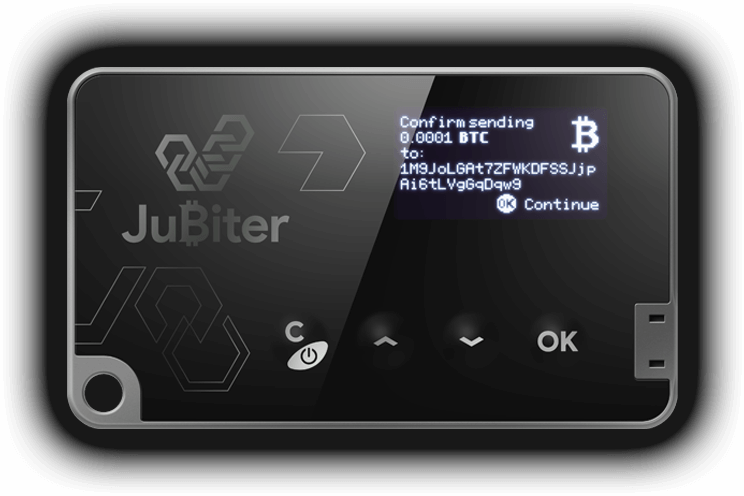 Confirm sending
0.0001 BTC
to:
1M9JoLGAt7ZFWKDFSSJjp
Ai6tLVgGqDqw9
OK Continue
JuBiter
C
OK